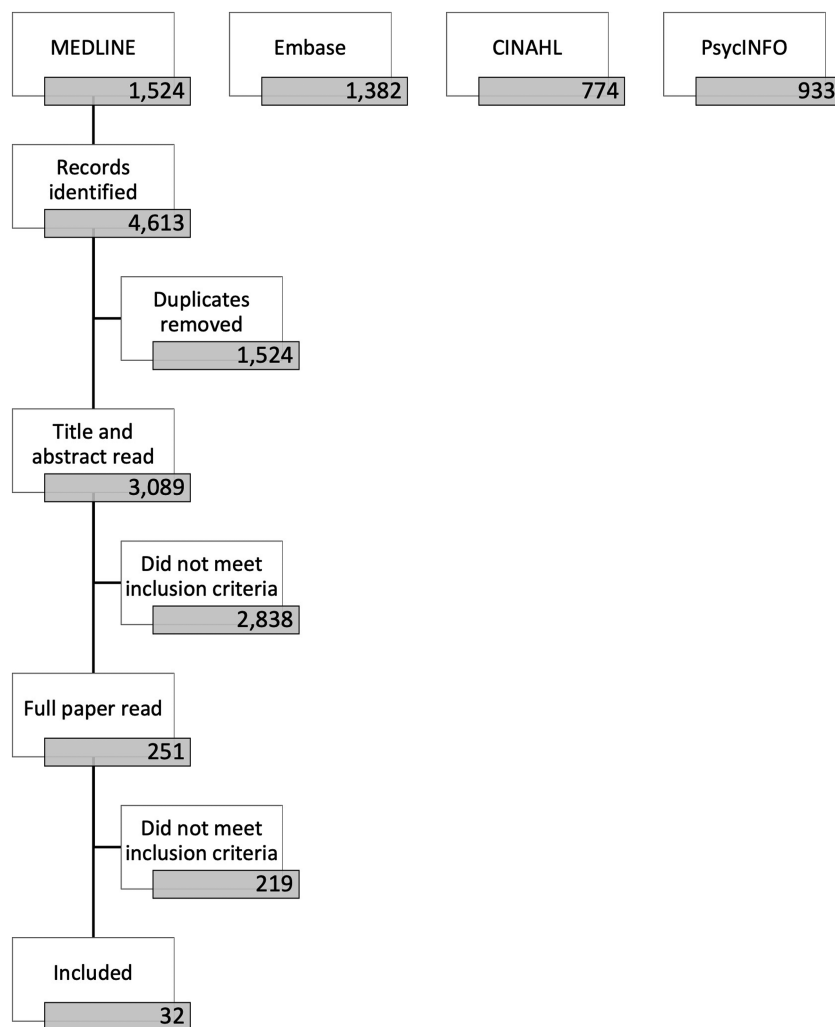 MEDLINE
1,524
Embase
1,382
CINAHL
774
PsycINFO
933
Records
identified
4,613
Duplicates
removed
1,524
Title and
abstract read
3,089
Did not meet
inclusion criteria
2,838
Full paper read
251
Did not meet
inclusion criteria
219
Included
32